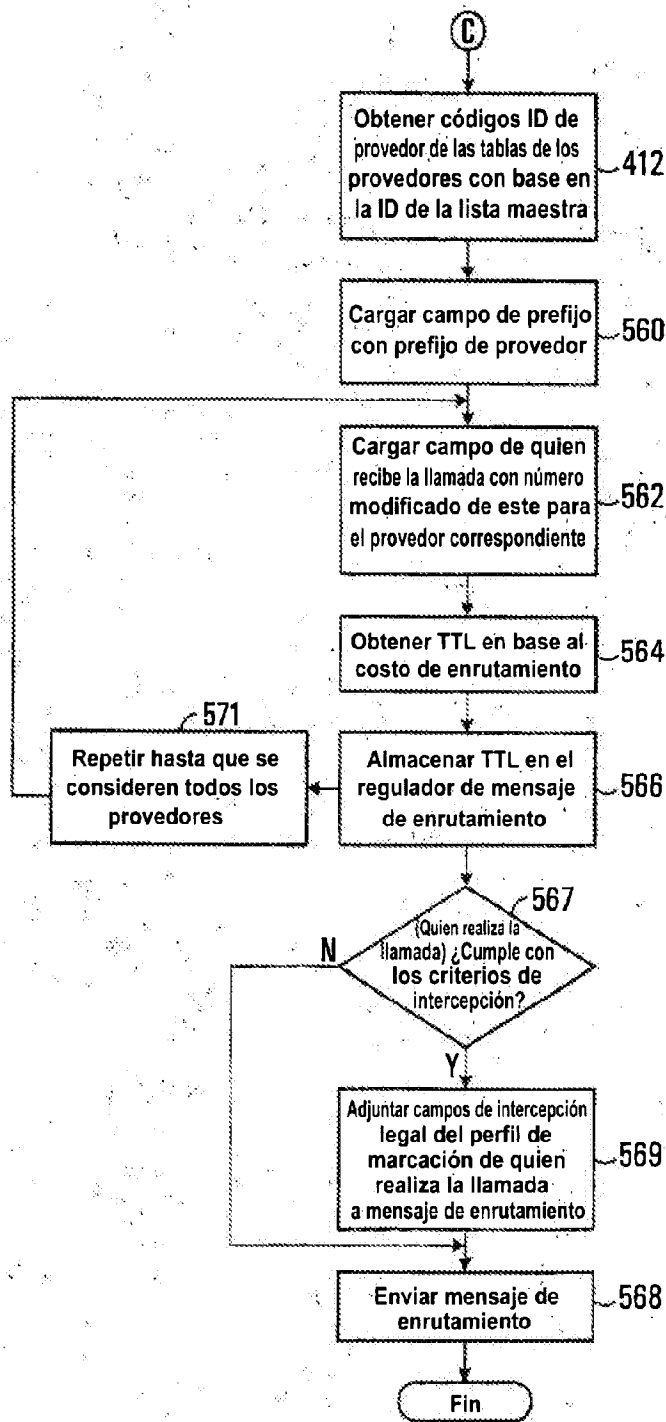 C
Obtener códigos ID de
provedor de las tablas de los
provedores con base en
la ID de la lista maestra
412
Cargar campo de prefijo
con prefijo de provedor
560
Cargar campo de quien
recibe la llamada con número
modificado de este para
el provedor correspondiente
562
Obtener TTL en base al
costo de enrutamiento
564
571
Repetir hasta que se
consideren todos los
provedores
Almacenar TTL en el
regulador de mensaje
de enrutamiento
566
567
(Quien realiza la
llamada) ¿Cumple con
los criterios de
intercepción?
N
Y
Adjuntar campos de intercepción
legal del perfil de
marcación de quien
realiza la llamada
a mensaje de enrutamiento
569
Enviar mensaje de
enrutamiento
568
Fin